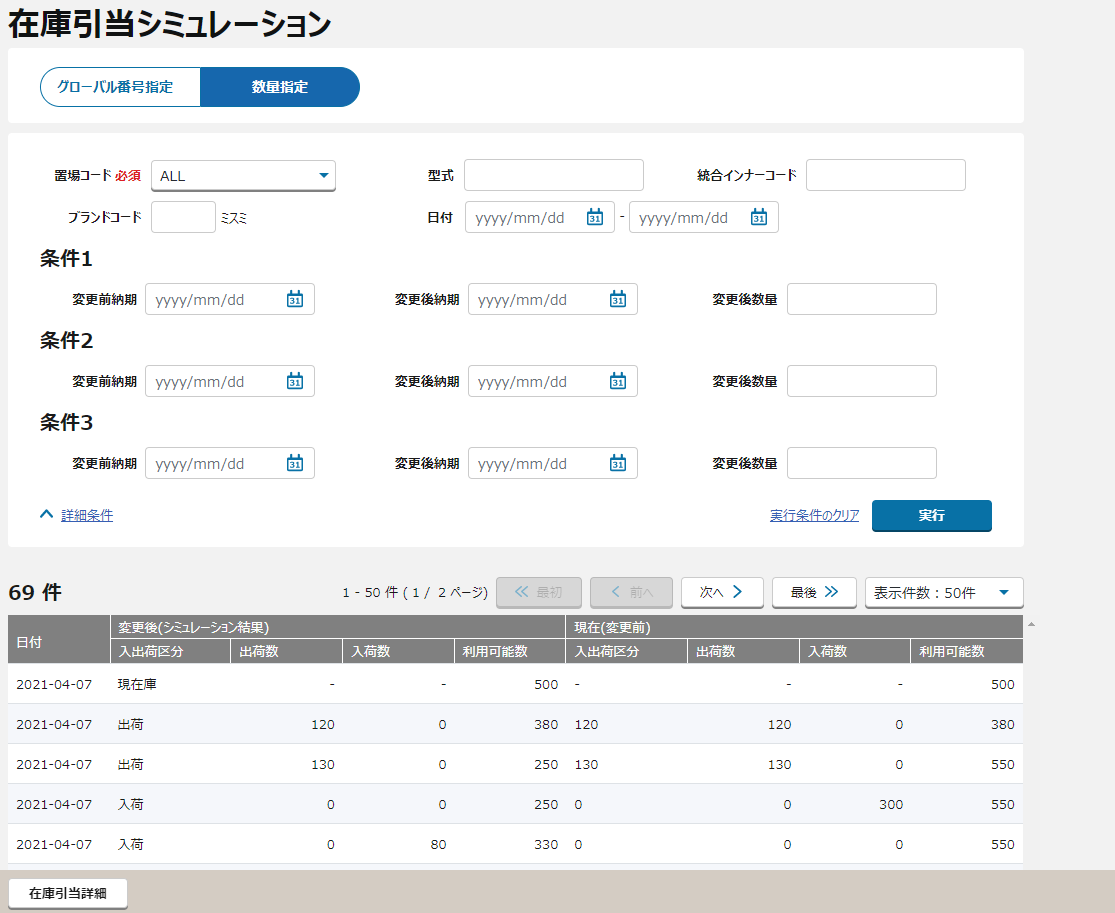 在庫引当シミュレーション
グローバル番号指定 数量指定
置場コード 必須 ALL 型式 統合インナーコード
ブランドコード ミスミ 日付 yyyy/mm/dd 31 - yyyy/mm/dd 31
条件1
変更前納期 yyyy/mm/dd 31 変更後納期 yyyy/mm/dd 31 変更後数量
条件2
変更前納期 yyyy/mm/dd 31 変更後納期 yyyy/mm/dd 31 変更後数量
条件3
変更前納期 yyyy/mm/dd 31 変更後納期 yyyy/mm/dd 31 変更後数量
詳細条件 実行条件のクリア 実行
69 件 1 - 50 件 ( 1 / 2 ページ) 最初 前へ 次へ 最後 表示件数：50件
日付 変更後(シミュレーション結果) 現在(変更前)
入出荷区分 出荷数 入荷数 利用可能数 入出荷区分 出荷数 入荷数 利用可能数
2021-04-07 現在庫 - - 500 - - - 500
2021-04-07 出荷 120 0 380 120 120 0 380
2021-04-07 出荷 130 0 250 130 130 0 550
2021-04-07 入荷 0 0 250 0 0 300 550
2021-04-07 入荷 0 80 330 0 0 0 550
在庫引当詳細